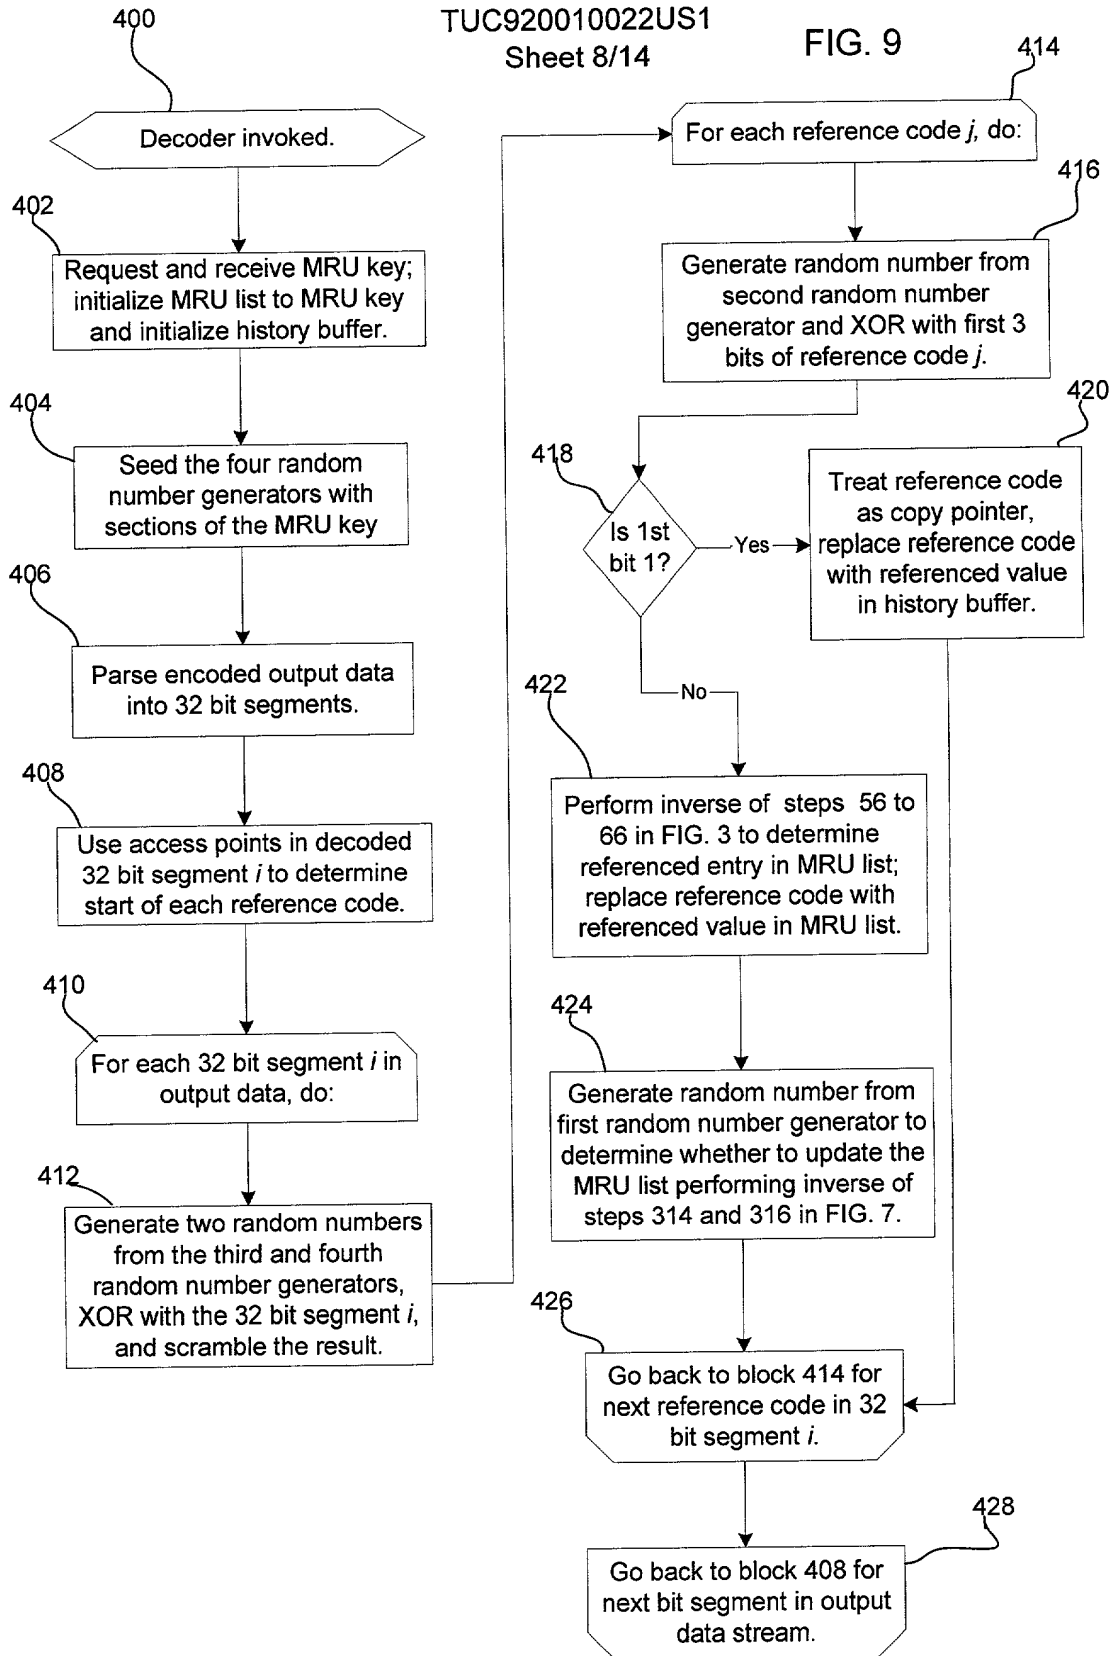 TUC920010022US1
Sheet 8/14
FIG. 9
400
Decoder invoked.
402
Request and receive MRU key;
initialize MRU list to MRU key
and initialize history buffer.
404
Seed the four random
number generators with
sections of the MRU key
406
Parse encoded output data
into 32 bit segments.
408
Use access points in decoded
32 bit segment i to determine
start of each reference code.
410
For each 32 bit segment i in
output data, do:
412
Generate two random numbers
from the third and fourth
random number generators,
XOR with the 32 bit segment i,
and scramble the result.
414
For each reference code j, do:
416
Generate random number from
second random number
generator and XOR with first 3
bits of reference code j.
418
Is 1st
bit 1?
Yes
420
Treat reference code
as copy pointer,
replace reference code
with referenced value
in history buffer.
No
422
Perform inverse of steps 56 to
66 in FIG. 3 to determine
referenced entry in MRU list;
replace reference code with
referenced value in MRU list.
424
Generate random number from
first random number generator to
determine whether to update the
MRU list performing inverse of
steps 314 and 316 in FIG. 7.
426
Go back to block 414 for
next reference code in 32
bit segment i.
428
Go back to block 408 for
next bit segment in output
data stream.